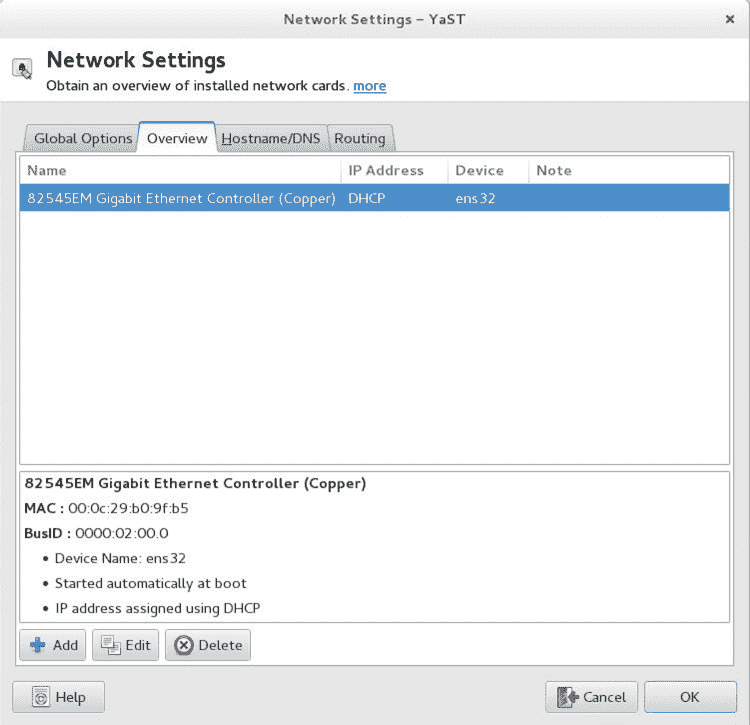 Network Settings – YaST
×
Network Settings
Obtain an overview of installed network cards. more
Global Options Overview Hostname/DNS Routing
Name IP Address Device Note
82545EM Gigabit Ethernet Controller (Copper) DHCP ens32
82545EM Gigabit Ethernet Controller (Copper)
MAC : 00:0c:29:b0:9f:b5
BusID : 0000:02:00.0
• Device Name: ens32
• Started automatically at boot
• IP address assigned using DHCP
Add Edit Delete
Help Cancel OK